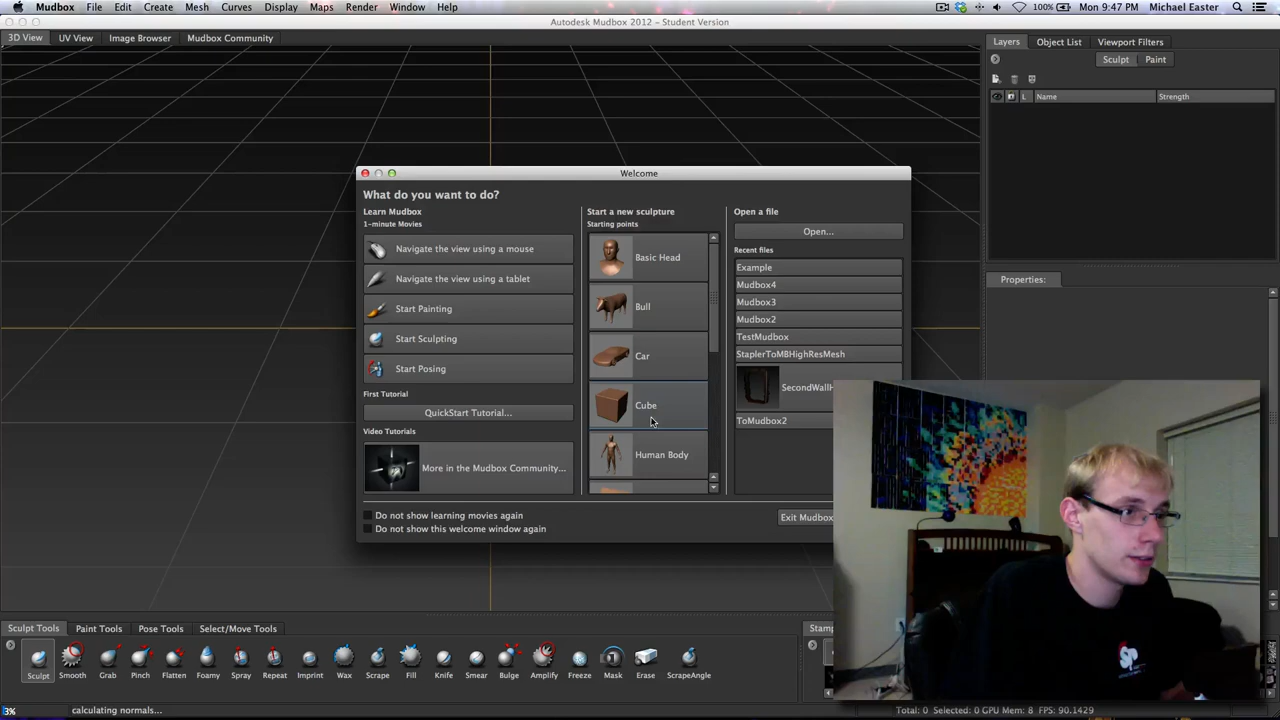 Mudbox File Edit Create Mesh Curves Display Maps Render Window Help 100% Mon 9:47 PM Michael Easter
Autodesk Mudbox 2012 - Student Version
3D View UV View Image Browser Mudbox Community
Layers Object List Viewport Filters
Sculpt Paint
L Name Strength
Properties:
Welcome
What do you want to do?
Learn Mudbox
1-minute Movies
Navigate the view using a mouse
Navigate the view using a tablet
Start Painting
Start Sculpting
Start Posing
First Tutorial
QuickStart Tutorial...
Video Tutorials
More in the Mudbox Community...
Do not show learning movies again
Do not show this welcome window again
Start a new sculpture
Starting points
Basic Head
Bull
Car
Cube
Human Body
Open a file
Open...
Recent files
Example
Mudbox4
Mudbox3
Mudbox2
TestMudbox
StaplerToMBHighResMesh
SecondWallH
ToMudbox2
Exit Mudbox
Sculpt Tools Paint Tools Pose Tools Select/Move Tools
Stamp
Sculpt Smooth Grab Pinch Flatten Foamy Spray Repeat Imprint Wax Scrape Fill Knife Smear Bulge Amplify Freeze Mask Erase ScrapeAngle
3% calculating normals...
Total: 0 Selected: 0 GPU Mem: 8 FPS: 90.1429